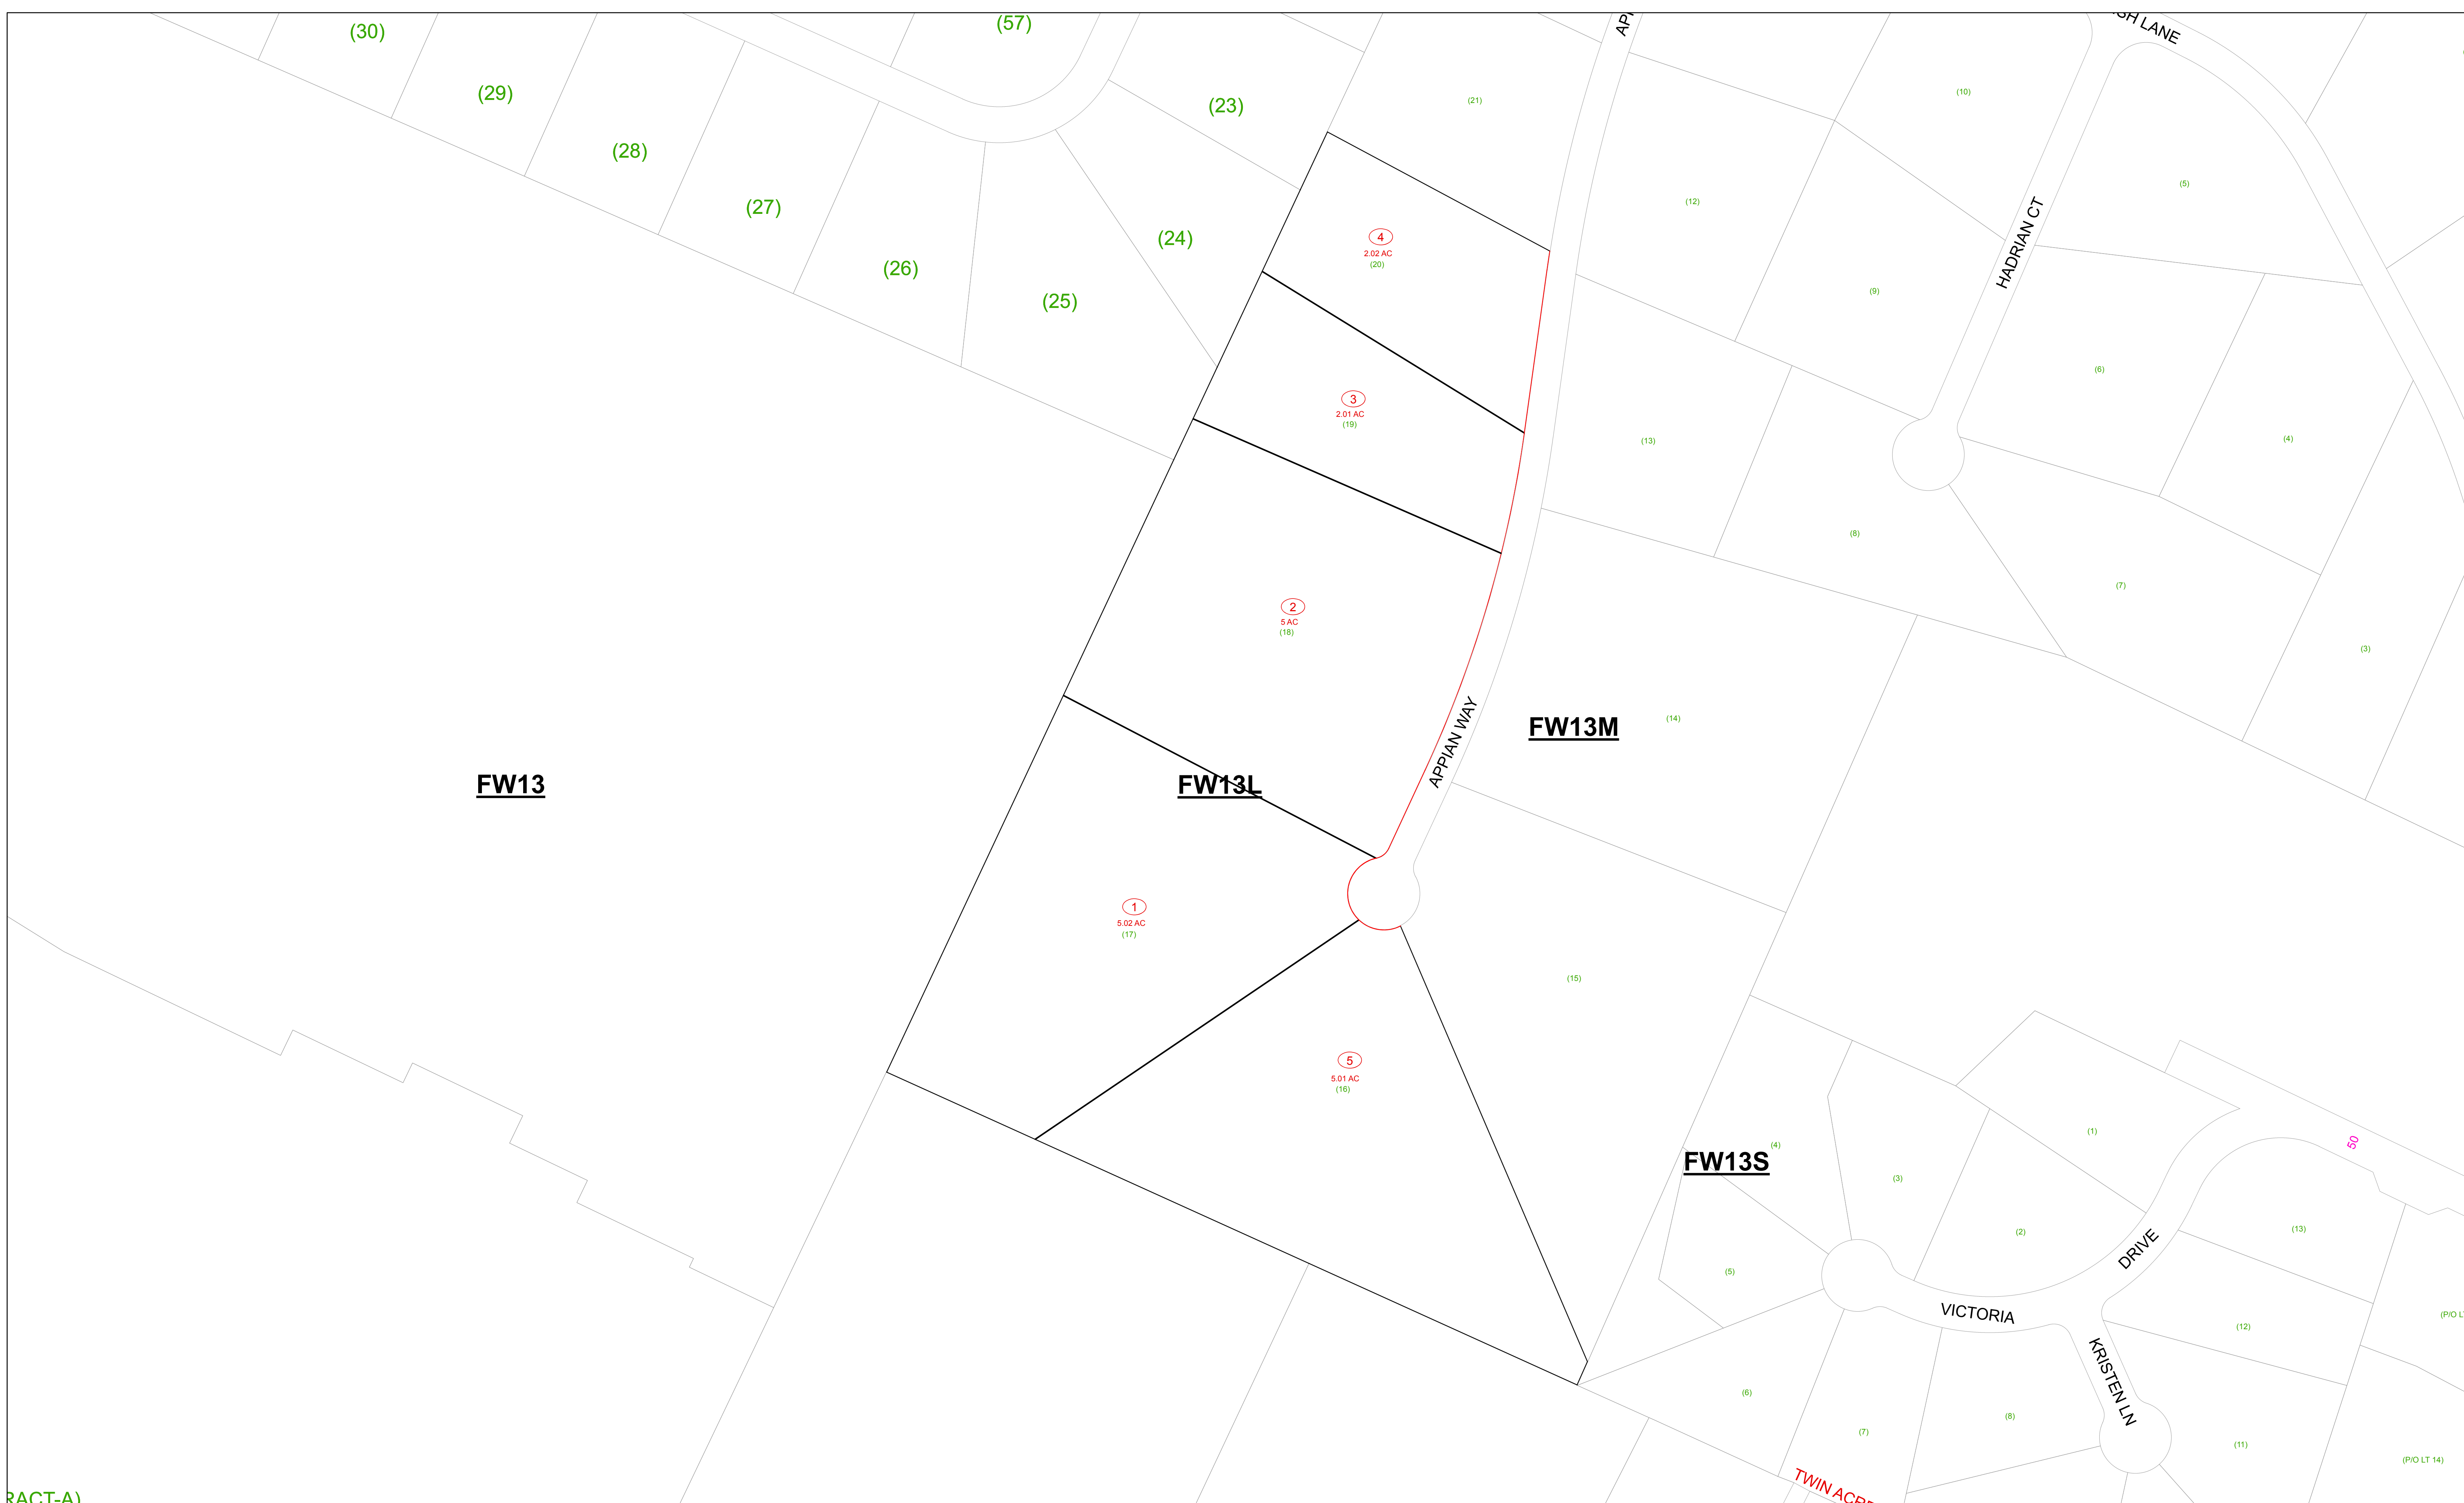 (30)
(57)
(29)
(23)
(21)
(10)
LANE
(28)
(5)
(27)
(12)
HADRIAN CT
(24)
4
2.02 AC
(20)
(26)
(25)
(9)
(6)
3
2.01 AC
(19)
(13)
(4)
(8)
(7)
2
5 AC
(18)
(3)
FW13
FW13L
APPIAN WAY
FW13M
(14)
1
5.02 AC
(17)
(15)
5
5.01 AC
(16)
(4)
FW13S
(1)
50
(3)
(2)
(13)
DRIVE
(5)
VICTORIA
(12)
(P/O
KRISTEN LN
(6)
(8)
(7)
(11)
(P/O LT 14)
TWIN
RACT-A)